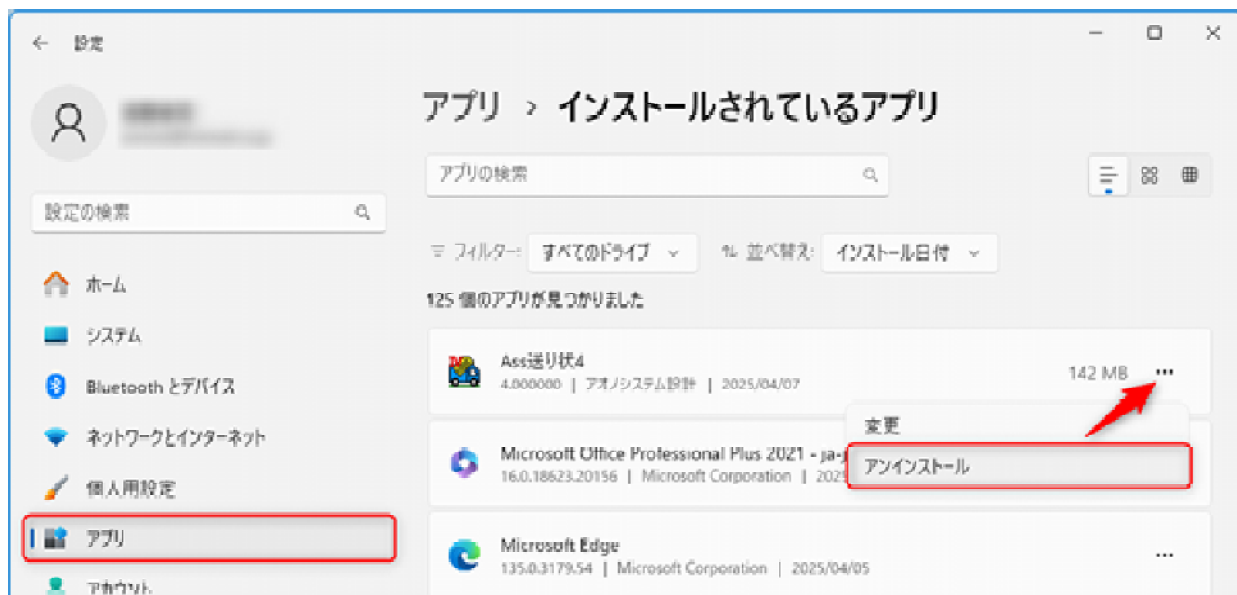 設定
アプリ › インストールされているアプリ
アプリの検索
設定の検索
フィルター: すべてのドライブ 並べ替え: インストール日付
125 個のアプリが見つかりました
ホーム
システム
Bluetooth とデバイス
ネットワークとインターネット
個人用設定
アプリ
アカウント
Ass送り状4
4.000000 | アオノシステム設計 | 2025/04/07
142 MB
変更
アンインストール
Microsoft Office Professional Plus 2021 - ja-j
16.0.18623.20156 | Microsoft Corporation | 202
Microsoft Edge
135.0.3179.54 | Microsoft Corporation | 2025/04/05